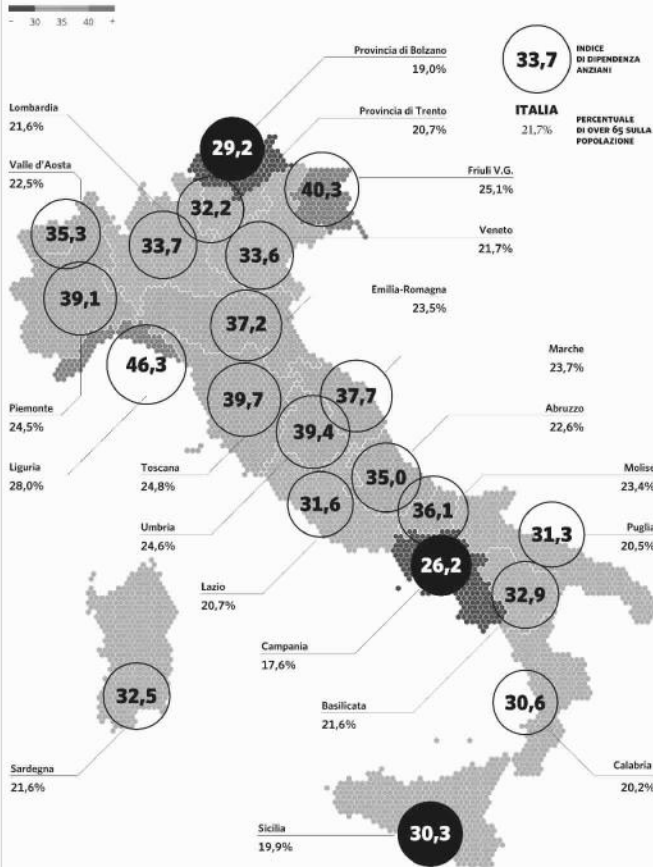 - 30 35 40 +
Provincia di Bolzano
19,0%
33,7
INDICE
DI DIPENDENZA
ANZIANI
ITALIA
21,7%
PERCENTUALE
DI OVER 65 SULLA
POPOLAZIONE
Lombardia
21,6%
Provincia di Trento
20,7%
29,2
Valle d'Aosta
22,5%
Friuli V.G.
25,1%
40,3
32,2
35,3
33,7
33,6
Veneto
21,7%
39,1
Emilia-Romagna
23,5%
37,2
Marche
23,7%
46,3
39,7
37,7
Piemonte
24,5%
Abruzzo
22,6%
39,4
Liguria
28,0%
Toscana
24,8%
35,0
Molise
23,4%
31,6
36,1
Umbria
24,6%
31,3
Puglia
20,5%
26,2
Lazio
20,7%
32,9
Campania
17,6%
32,5
Basilicata
21,6%
30,6
Sardegna
21,6%
Calabria
20,2%
Sicilia
19,9%
30,3